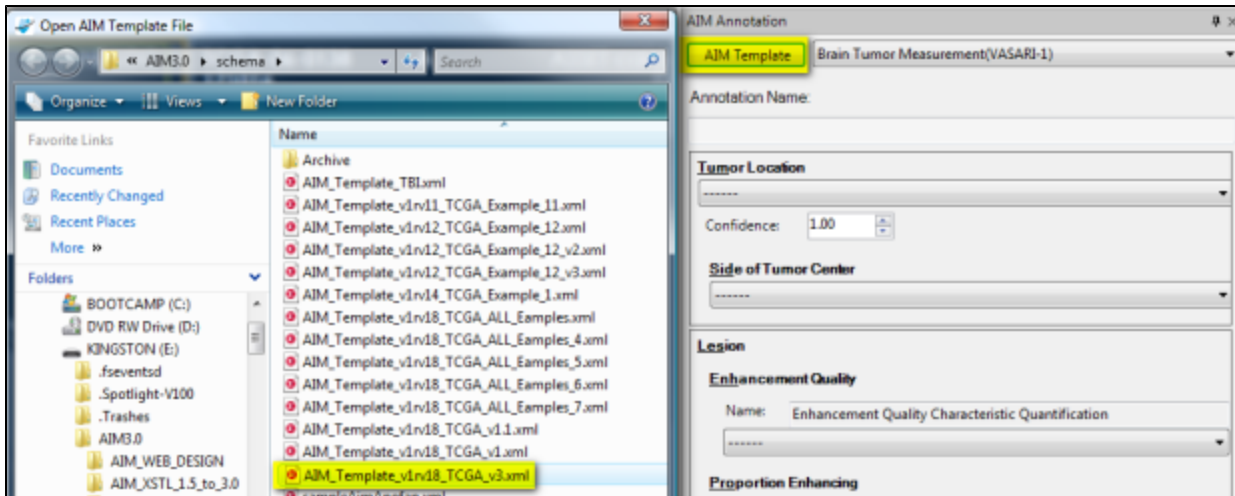 Open AIM Template File
« AIM3.0 schema
Search
Organize Views New Folder
Favorite Links
Documents
Recently Changed
Recent Places
More »
Folders
BOOTCAMP (C:)
DVD RW Drive (D:)
KINGSTON (E:)
.fseventsd
.Spotlight-V100
.Trashes
AIM3.0
AIM_WEB_DESIGN
AIM_XSTL_1.5_to_3.0
Name
Archive
AIM_Template_TBI.xml
AIM_Template_v1rv11_TCGA_Example_11.xml
AIM_Template_v1rv12_TCGA_Example_12.xml
AIM_Template_v1rv12_TCGA_Example_12_v2.xml
AIM_Template_v1rv12_TCGA_Example_12_v3.xml
AIM_Template_v1rv14_TCGA_Example_1.xml
AIM_Template_v1rv18_TCGA_ALL_Eamples.xml
AIM_Template_v1rv18_TCGA_ALL_Eamples_4.xml
AIM_Template_v1rv18_TCGA_ALL_Eamples_5.xml
AIM_Template_v1rv18_TCGA_ALL_Eamples_6.xml
AIM_Template_v1rv18_TCGA_ALL_Eamples_7.xml
AIM_Template_v1rv18_TCGA_v1.1.xml
AIM_Template_v1rv18_TCGA_v1.xml
AIM_Template_v1rv18_TCGA_v3.xml
AIM Annotation
AIM Template Brain Tumor Measurement(VASARI-1)
Annotation Name:
Tumor Location
------
Confidence: 1.00
Side of Tumor Center
------
Lesion
Enhancement Quality
Name: Enhancement Quality Characteristic Quantification
------
Proportion Enhancing